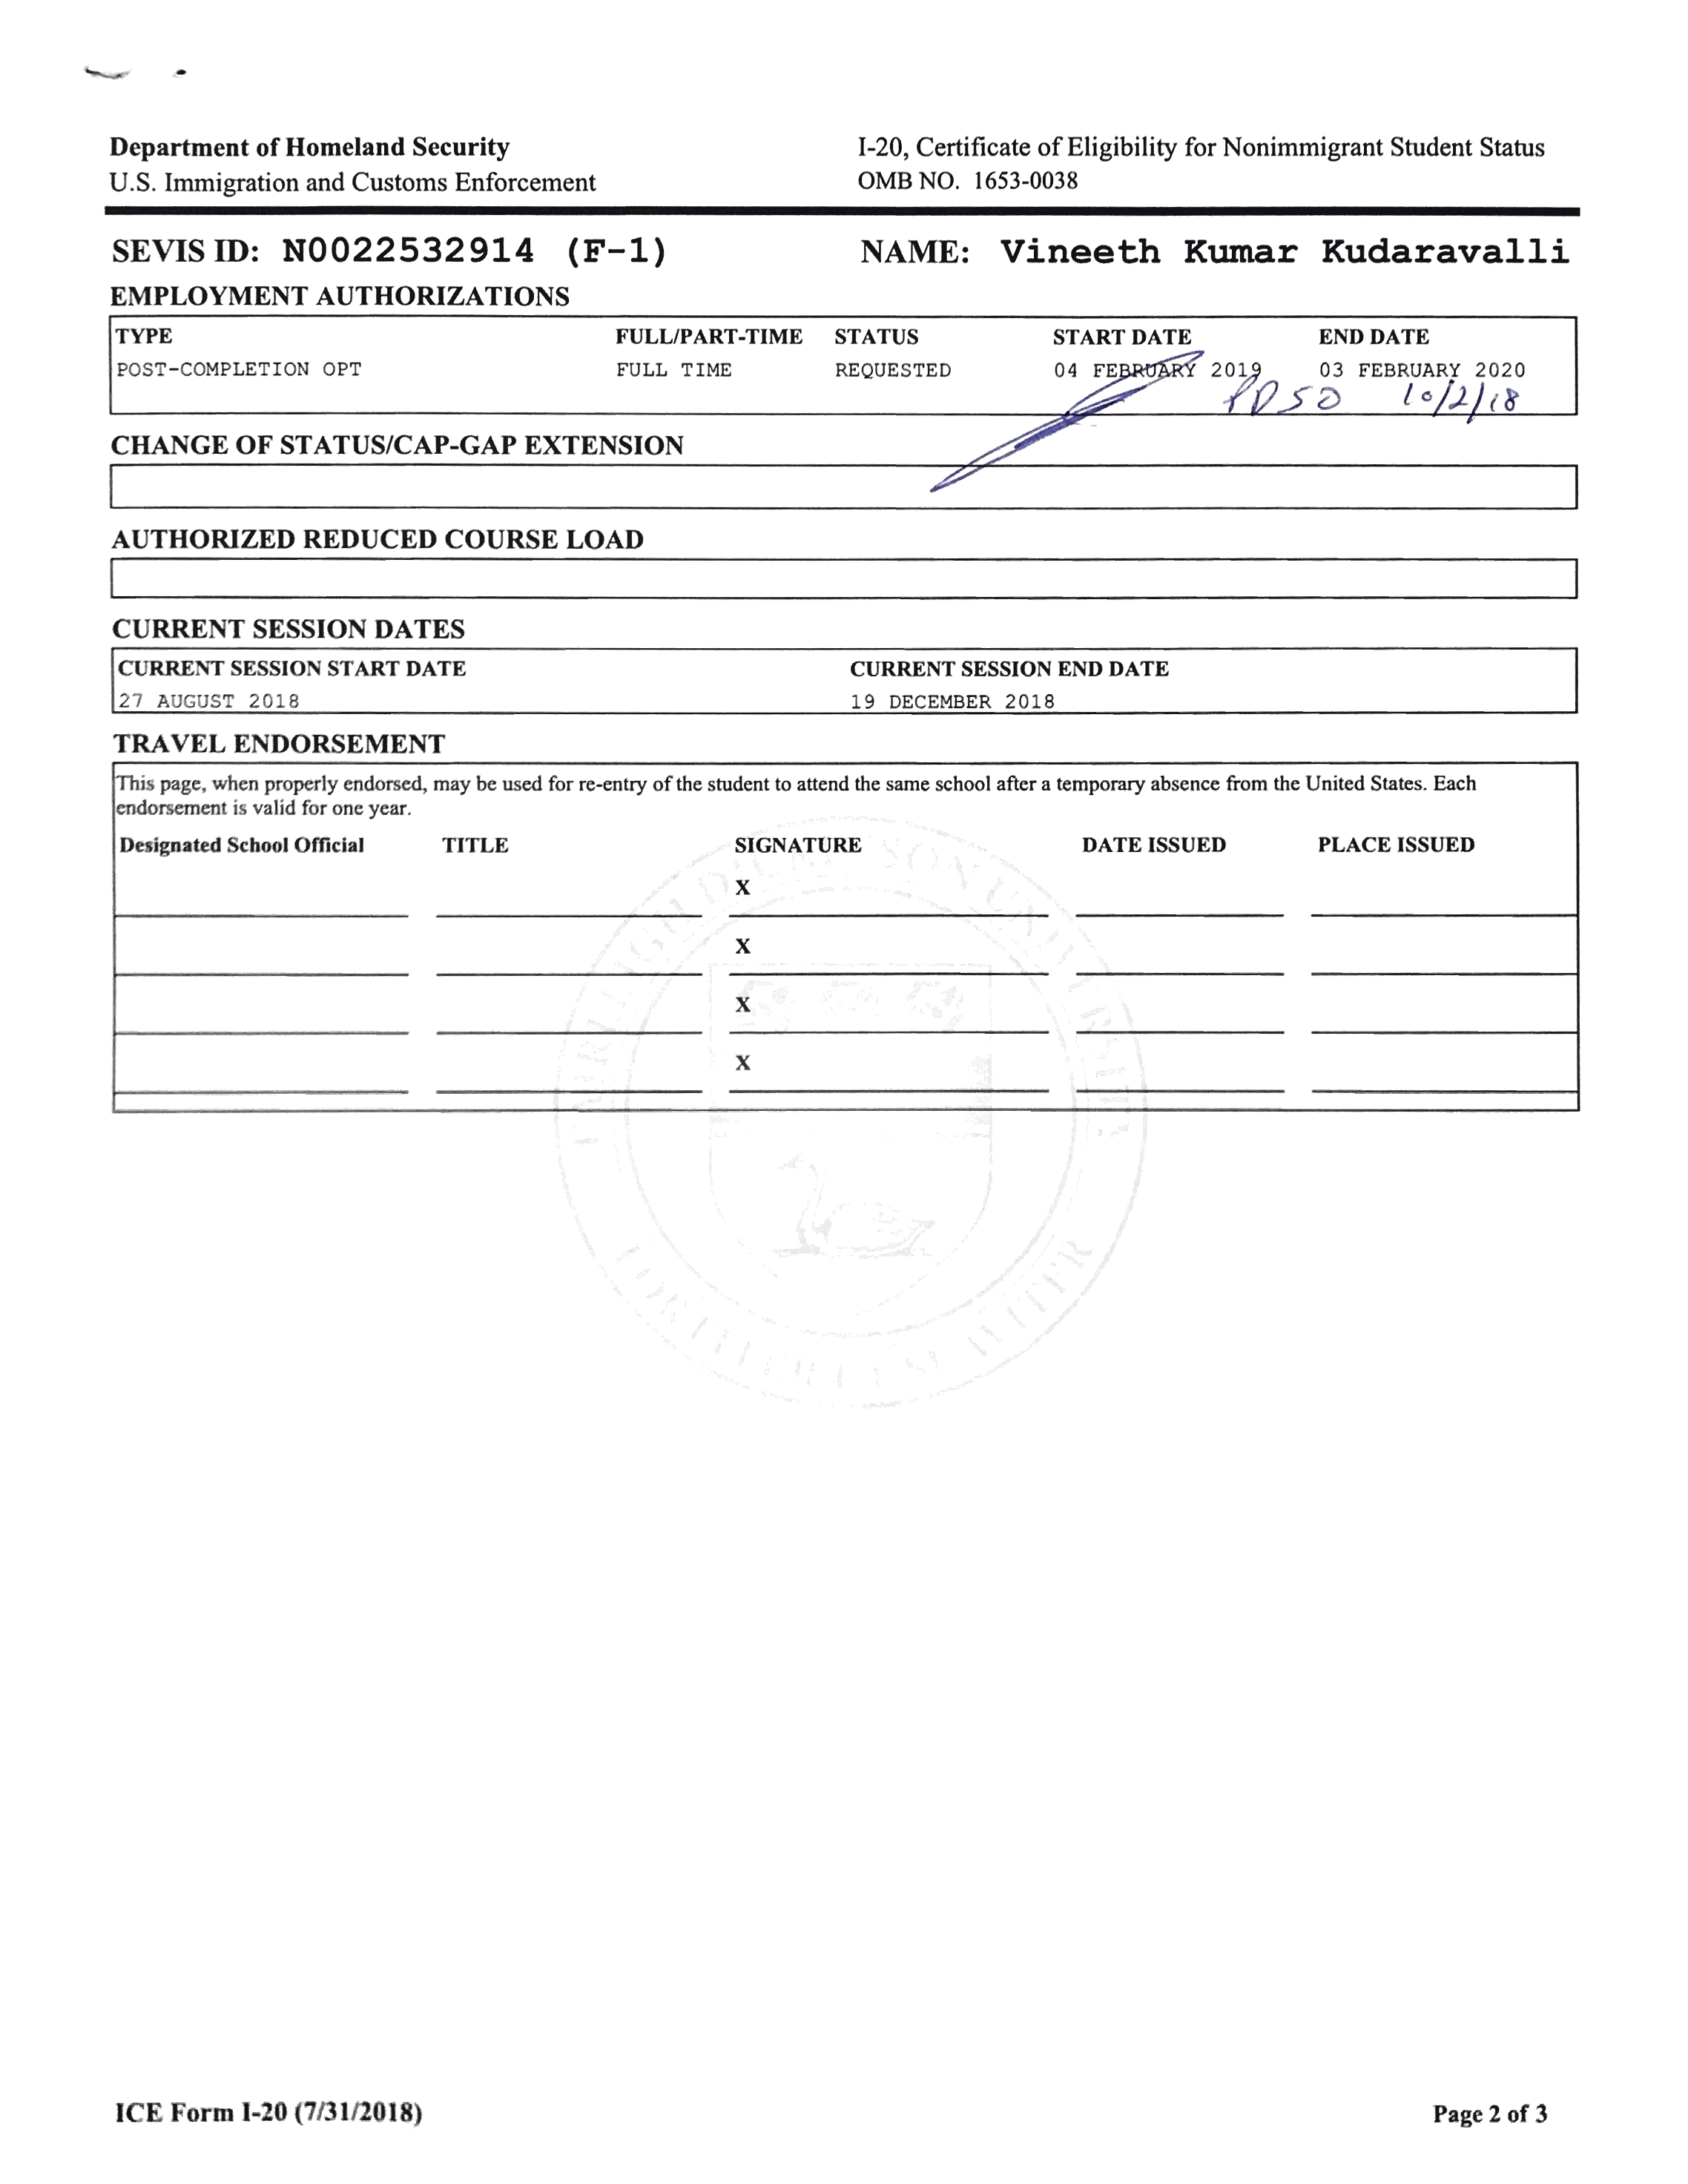 Department of Homeland Security
U.S. Immigration and Customs Enforcement
I-20, Certificate of Eligibility for Nonimmigrant Student Status
OMB NO. 1653-0038
SEVIS ID: N0022532914 (F-1)
NAME: Vineeth Kumar Kudaravalli
EMPLOYMENT AUTHORIZATIONS
TYPE FULL/PART-TIME STATUS START DATE END DATE
POST-COMPLETION OPT FULL TIME REQUESTED 04 FEBRUARY 2019 03 FEBRUARY 2020
PDSO 10/2/18
CHANGE OF STATUS/CAP-GAP EXTENSION
AUTHORIZED REDUCED COURSE LOAD
CURRENT SESSION DATES
CURRENT SESSION START DATE CURRENT SESSION END DATE
27 AUGUST 2018 19 DECEMBER 2018
TRAVEL ENDORSEMENT
This page, when properly endorsed, may be used for re-entry of the student to attend the same school after a temporary absence from the United States. Each
endorsement is valid for one year.
Designated School Official TITLE SIGNATURE DATE ISSUED PLACE ISSUED
X
X
X
X
ICE Form I-20 (7/31/2018)
Page 2 of 3